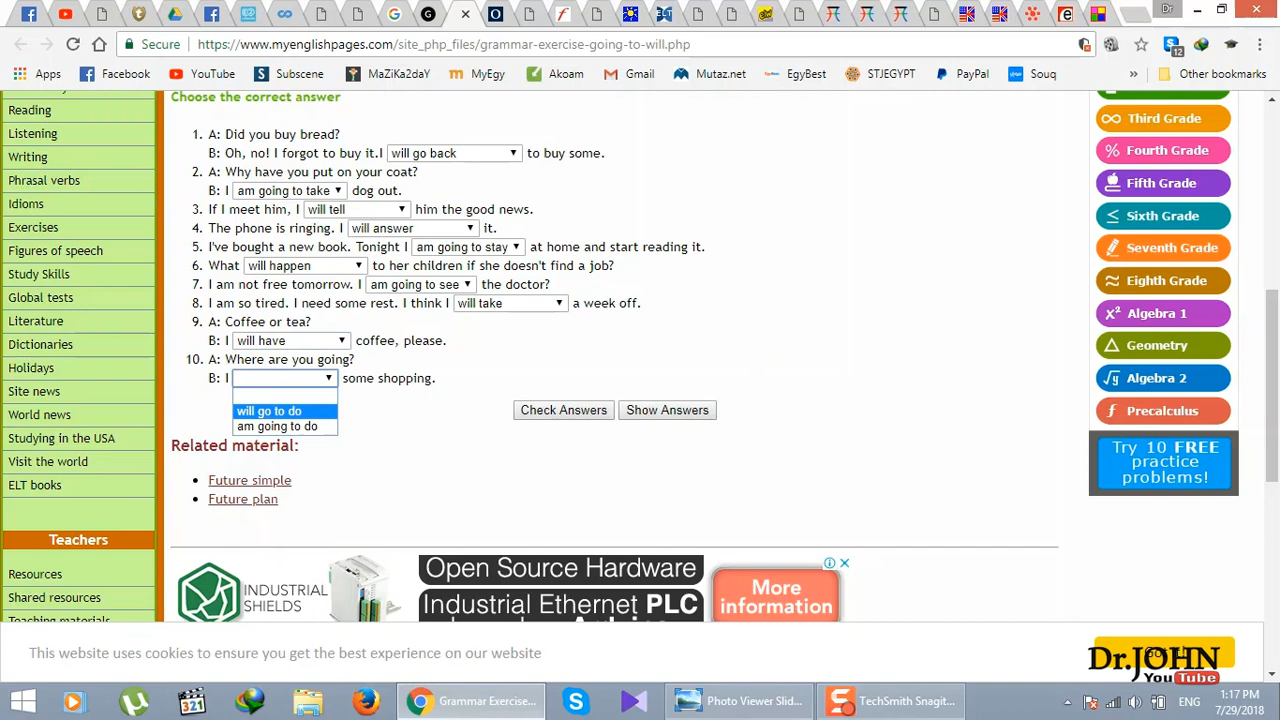 Dr
Secure
https://www.myenglishpages.com/site_php_files/grammar-exercise-going-to-will.php
12
Apps
Facebook
YouTube
Subscene
MaZiKa2daY
MyEgy
Akoam
Gmail
Mutaz.net
EgyBest
STJEGYPT
PayPal
Souq
»
Other bookmarks
Reading
Listening
Writing
Phrasal verbs
Idioms
Exercises
Figures of speech
Study Skills
Global tests
Literature
Dictionaries
Holidays
Site news
World news
Studying in the USA
Visit the world
ELT books
Teachers
Resources
Shared resources
Teaching materials
Choose the correct answer
1. A: Did you buy bread?
B: Oh, no! I forgot to buy it.I will go back to buy some.
2. A: Why have you put on your coat?
B: I am going to take dog out.
3. If I meet him, I will tell him the good news.
4. The phone is ringing. I will answer it.
5. I've bought a new book. Tonight I am going to stay at home and start reading it.
6. What will happen to her children if she doesn't find a job?
7. I am not free tomorrow. I am going to see the doctor?
8. I am so tired. I need some rest. I think I will take a week off.
9. A: Coffee or tea?
B: I will have coffee, please.
10. A: Where are you going?
B: I some shopping.
will go to do
am going to do
Check Answers
Show Answers
Related material:
• Future simple
• Future plan
Third Grade
Fourth Grade
Fifth Grade
Sixth Grade
Seventh Grade
Eighth Grade
Algebra 1
Geometry
Algebra 2
Precalculus
Try 10 FREE
practice
problems!
INDUSTRIAL
SHIELDS
Open Source Hardware
Industrial Ethernet PLC
More
information
This website uses cookies to ensure you get the best experience on our website
Dr.JOHN
YouTube
321
Grammar Exercise...
Photo Viewer Slid...
TechSmith Snagit...
ENG
1:17 PM
7/29/2018